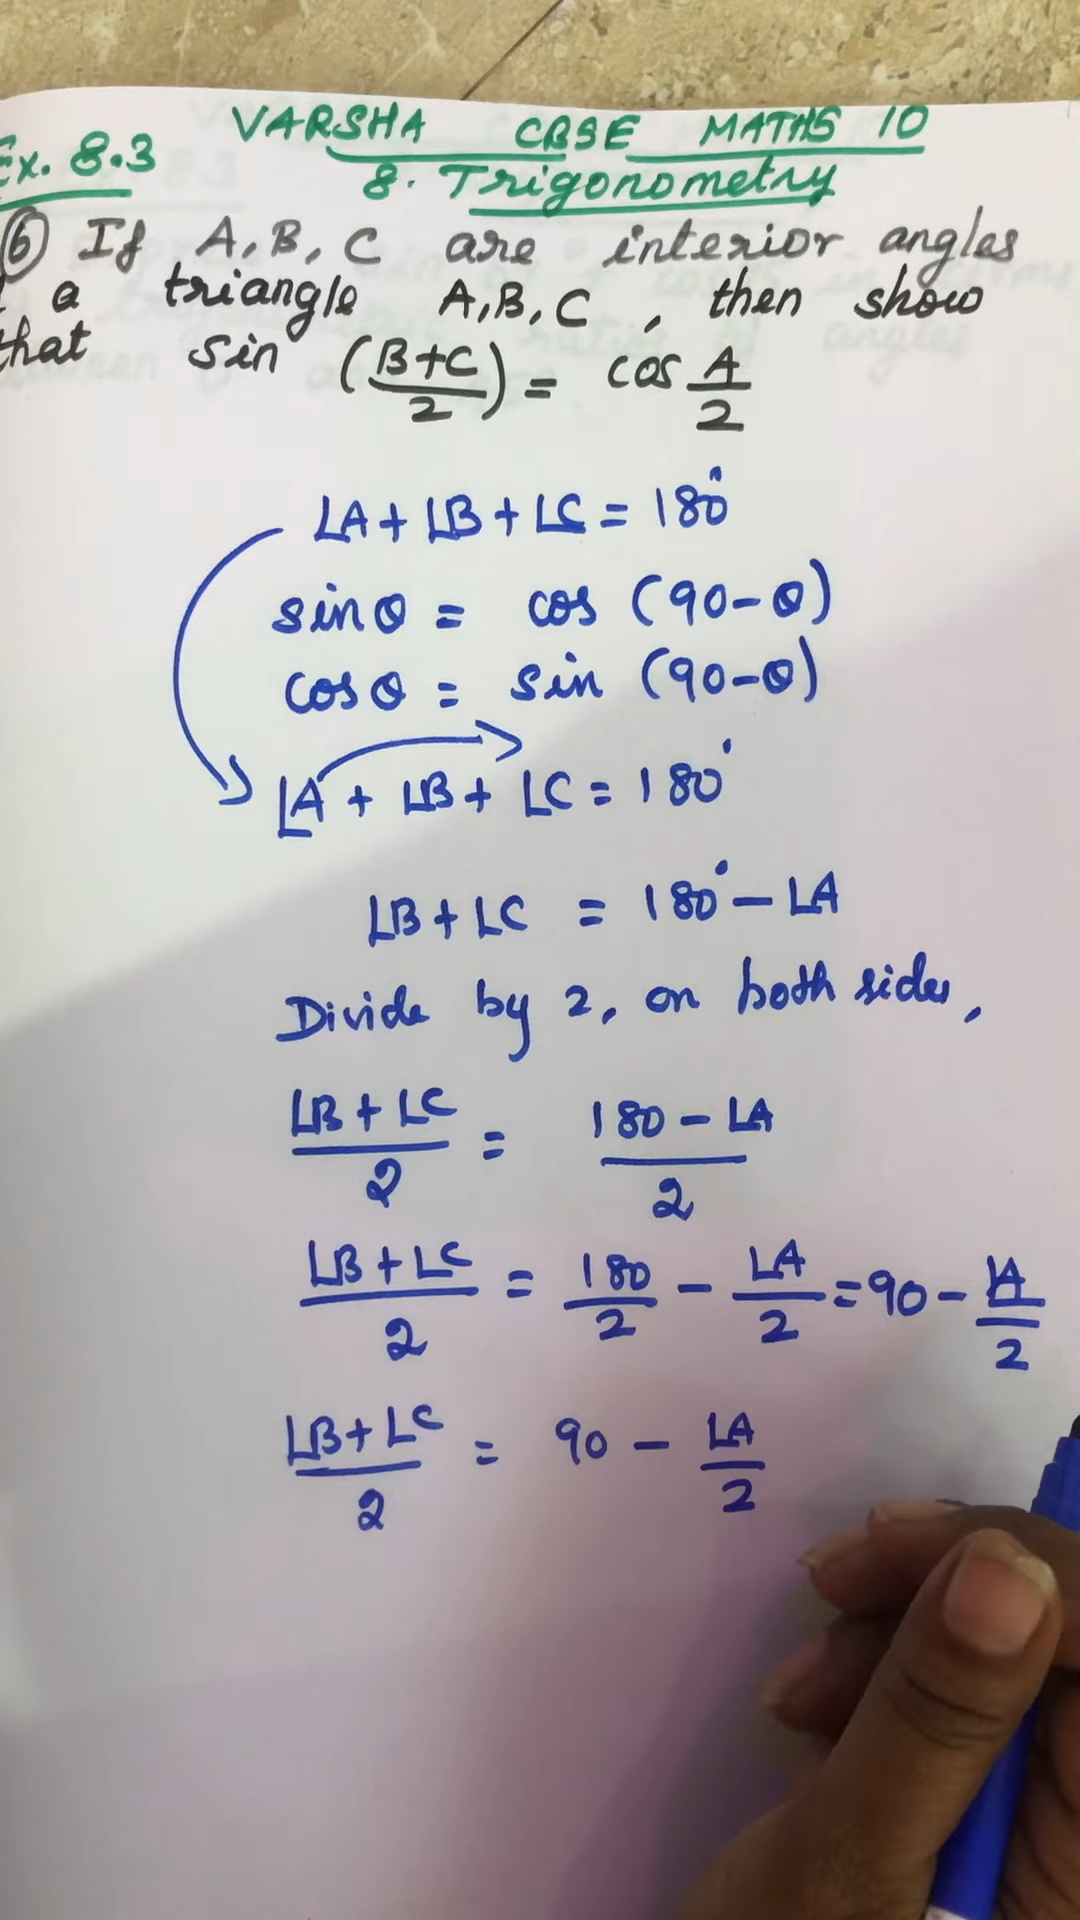 VARSHA CBSE MATHS 10
Ex. 8.3
8. Trigonometry
6) If A, B, C are interior angles
a triangle A, B, C, then show
that sin (B+C/2) = cos A/2
∠A + ∠B + ∠C = 180°
sin θ = cos (90-θ)
cos θ = sin (90-θ)
∠A + ∠B + ∠C = 180°
∠B + ∠C = 180° - ∠A
Divide by 2, on both sides,
∠B + ∠C / 2 = 180 - ∠A / 2
∠B + ∠C / 2 = 180/2 - ∠A/2 = 90 - ∠A/2
∠B + ∠C / 2 = 90 - ∠A/2